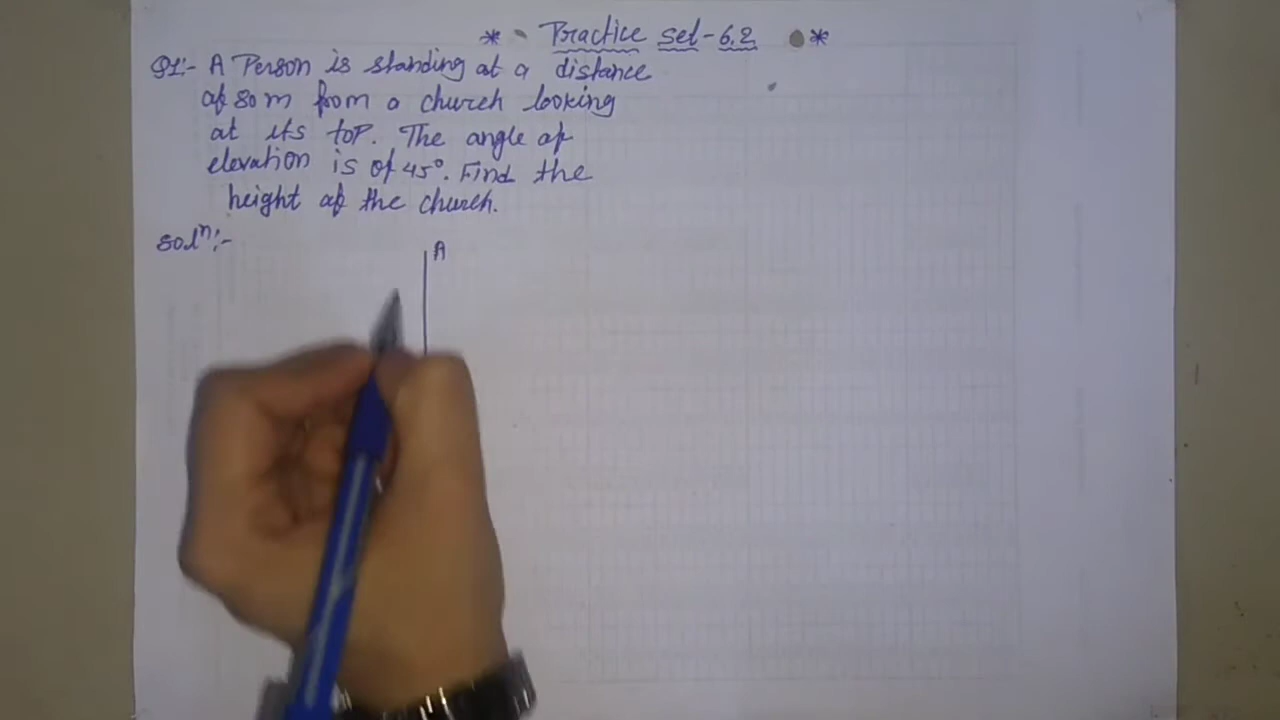 * Practice set-6.2 *
Q1:- A Person is standing at a distance
of 80 m from a church looking
at its top. The angle of
elevation is of 45°. Find the
height of the church.
Solⁿ:-
A